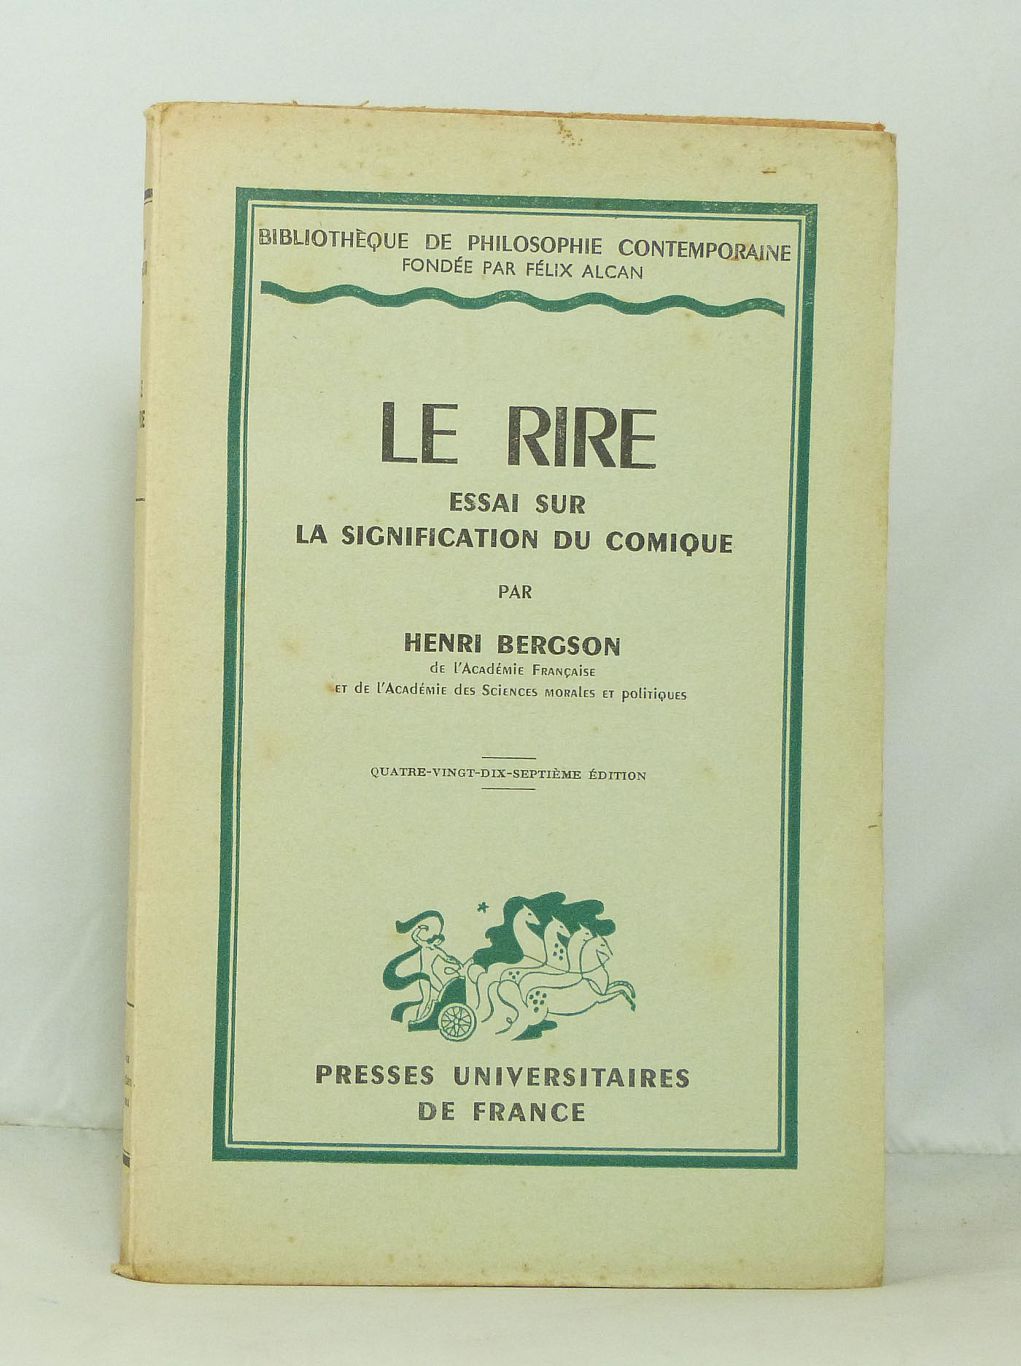 BIBLIOTHÈQUE DE PHILOSOPHIE CONTEMPORAINE
FONDÉE PAR FÉLIX ALCAN
LE RIRE
ESSAI SUR
LA SIGNIFICATION DU COMIQUE
PAR
HENRI BERGSON
de l'Académie Française
et de l'Académie des Sciences morales et politiques
QUATRE-VINGT-DIX-SEPTIÈME ÉDITION
PRESSES UNIVERSITAIRES
DE FRANCE